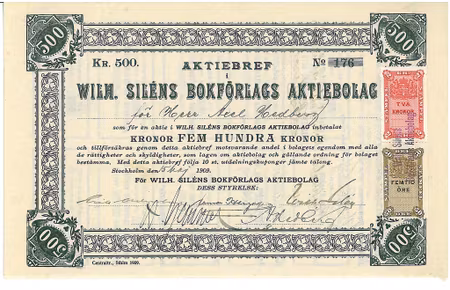 500
500
KR. 500.
AKTIEBREF
No 176
i
WILH. SILÉNS BOKFÖRLAGS AKTIEBOLAG
för Herr Axel Hedberg
som för en aktie i WILH. SILÉNS BOKFÖRLAGS AKTIEBOLAG inbetalt
KRONOR FEM HUNDRA KRONOR
och tillförsäkras genom detta aktiebref motsvarande andel i bolagets egendom med alla
de rättigheter och skyldigheter, som lagen om aktiebolag och gällande ordning för bolaget
bestämma. Med detta aktiebref följa 10 st. utdelningskuponger jämte talong.
Stockholm den 5 Maj 1909.
FÖR WILH. SILÉNS BOKFÖRLAGS AKTIEBOLAG
DESS STYRELSE:
TVÅ
KRONOR
FEMTIO
ÖRE
500
500